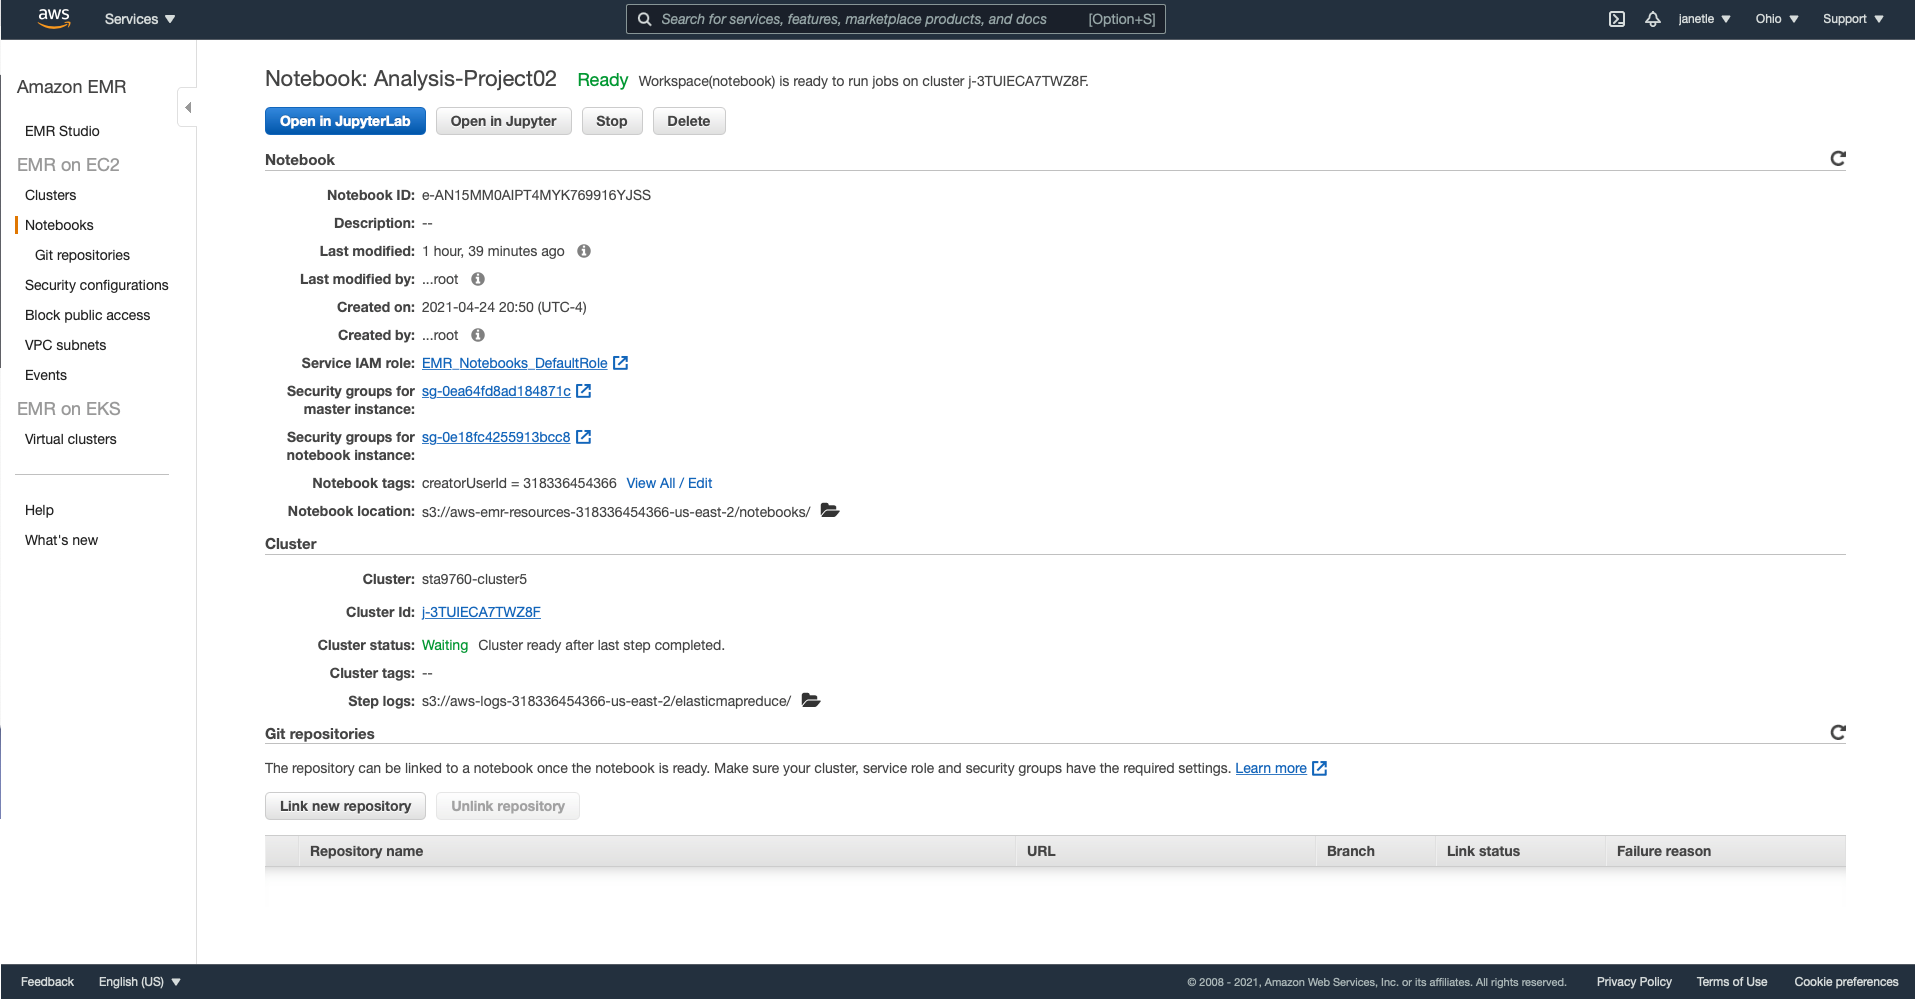 aws Services Search for services, features, marketplace products, and docs [Option+S] janetle Ohio Support
Amazon EMR
EMR Studio
EMR on EC2
Clusters
Notebooks
Git repositories
Security configurations
Block public access
VPC subnets
Events
EMR on EKS
Virtual clusters
Help
What's new
Notebook: Analysis-Project02 Ready Workspace(notebook) is ready to run jobs on cluster j-3TUIECA7TWZ8F.
Open in JupyterLab Open in Jupyter Stop Delete
Notebook
Notebook ID: e-AN15MM0AIPT4MYK769916YJSS
Description: --
Last modified: 1 hour, 39 minutes ago
Last modified by: ...root
Created on: 2021-04-24 20:50 (UTC-4)
Created by: ...root
Service IAM role: EMR_Notebooks_DefaultRole
Security groups for master instance: sg-0ea64fd8ad184871c
Security groups for notebook instance: sg-0e18fc4255913bcc8
Notebook tags: creatorUserId = 318336454366 View All / Edit
Notebook location: s3://aws-emr-resources-318336454366-us-east-2/notebooks/
Cluster
Cluster: sta9760-cluster5
Cluster Id: j-3TUIECA7TWZ8F
Cluster status: Waiting Cluster ready after last step completed.
Cluster tags: --
Step logs: s3://aws-logs-318336454366-us-east-2/elasticmapreduce/
Git repositories
The repository can be linked to a notebook once the notebook is ready. Make sure your cluster, service role and security groups have the required settings. Learn more
Link new repository Unlink repository
Repository name URL Branch Link status Failure reason
Feedback English (US) © 2008 - 2021, Amazon Web Services, Inc. or its affiliates. All rights reserved. Privacy Policy Terms of Use Cookie preferences